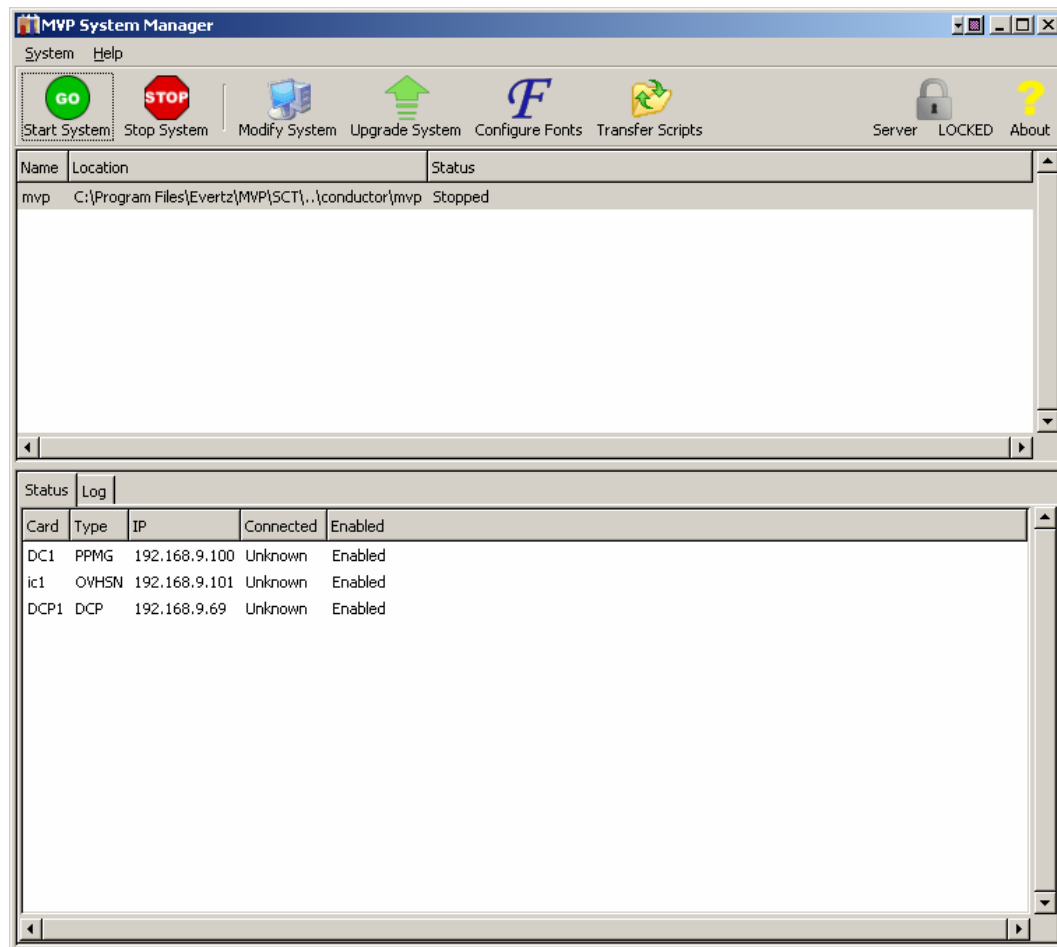 MVP System Manager
System Help
GO STOP F ?
Start System Stop System Modify System Upgrade System Configure Fonts Transfer Scripts Server LOCKED About
Name Location Status
mvp C:\Program Files\Evertz\MVP\SCT\..\conductor\mvp Stopped
Status Log
Card Type IP Connected Enabled
DC1 PPMG 192.168.9.100 Unknown Enabled
ic1 OVHSN 192.168.9.101 Unknown Enabled
DCP1 DCP 192.168.9.69 Unknown Enabled